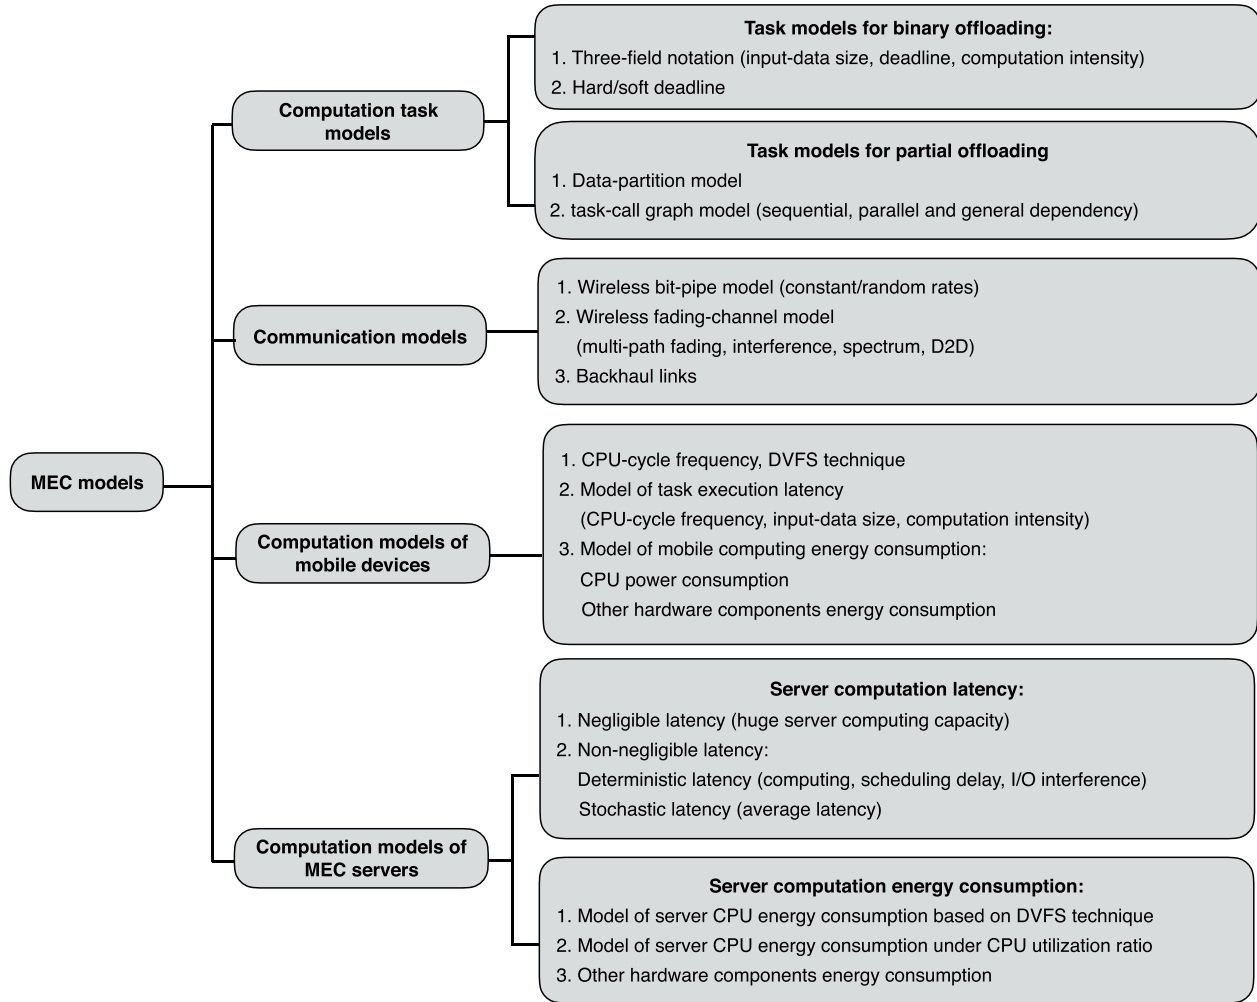 MEC models
Computation task
models
Task models for binary offloading:
1. Three-field notation (input-data size, deadline, computation intensity)
2. Hard/soft deadline
Task models for partial offloading
1. Data-partition model
2. task-call graph model (sequential, parallel and general dependency)
Communication models
1. Wireless bit-pipe model (constant/random rates)
2. Wireless fading-channel model
(multi-path fading, interference, spectrum, D2D)
3. Backhaul links
Computation models of
mobile devices
1. CPU-cycle frequency, DVFS technique
2. Model of task execution latency
(CPU-cycle frequency, input-data size, computation intensity)
3. Model of mobile computing energy consumption:
CPU power consumption
Other hardware components energy consumption
Computation models of
MEC servers
Server computation latency:
1. Negligible latency (huge server computing capacity)
2. Non-negligible latency:
Deterministic latency (computing, scheduling delay, I/O interference)
Stochastic latency (average latency)
Server computation energy consumption:
1. Model of server CPU energy consumption based on DVFS technique
2. Model of server CPU energy consumption under CPU utilization ratio
3. Other hardware components energy consumption